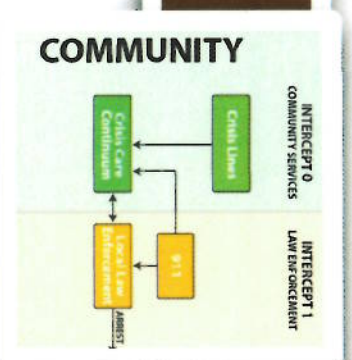 COMMUNITY
INTERCEPT 0
COMMUNITY SERVICES
Crisis Lines
Crisis Care
Continuum
INTERCEPT 1
LAW ENFORCEMENT
911
Local Law
Enforcement
ARREST